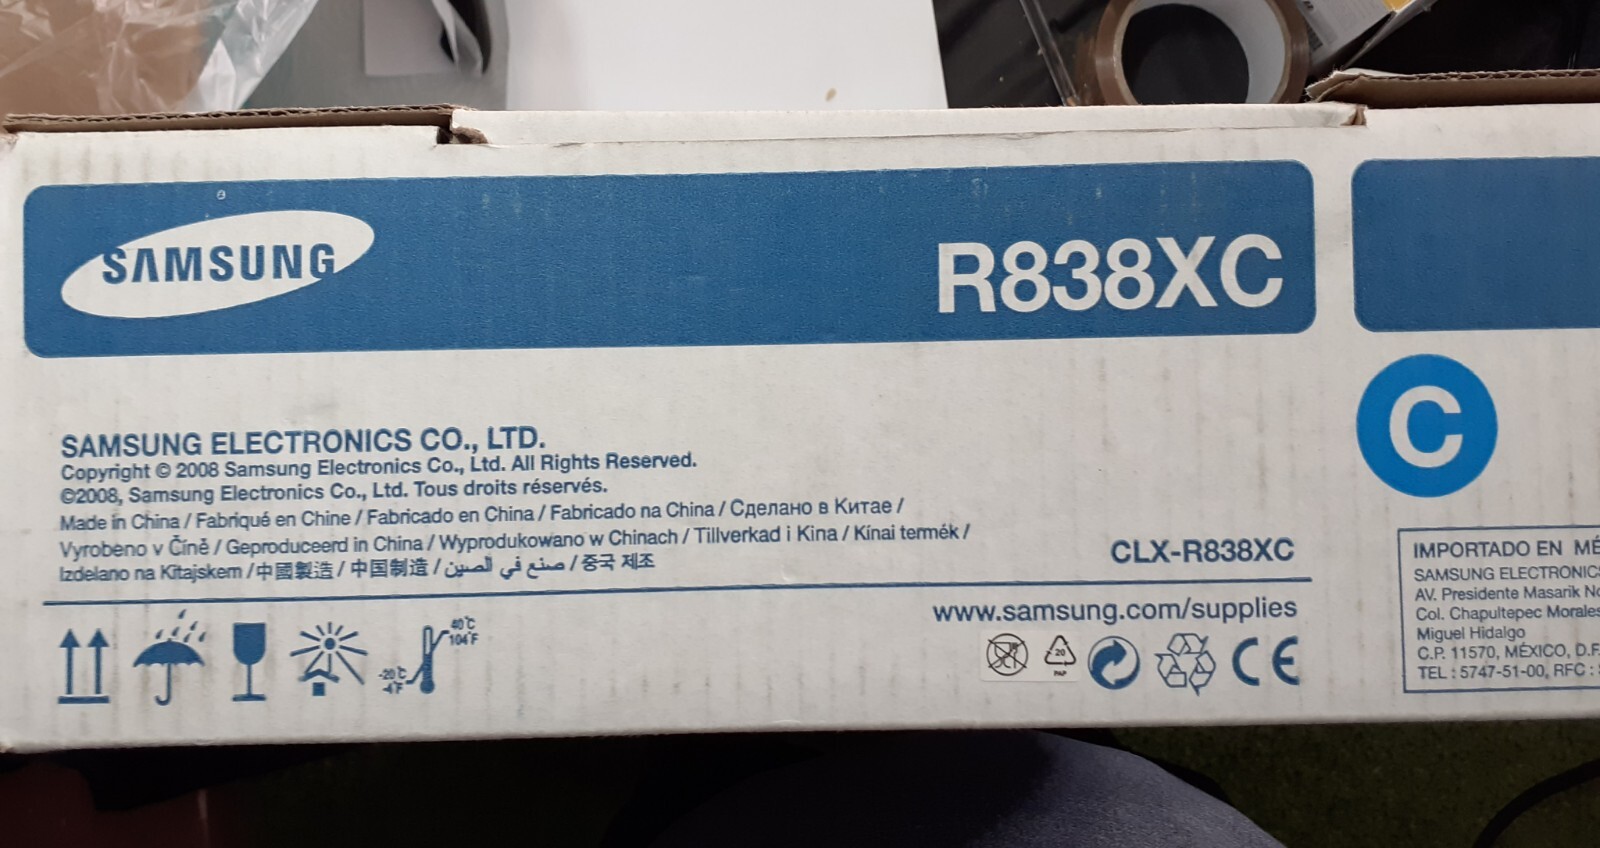 SAMSUNG
R838XC
SAMSUNG ELECTRONICS CO., LTD.
Copyright © 2008 Samsung Electronics Co., Ltd. All Rights Reserved.
©2008, Samsung Electronics Co., Ltd. Tous droits réservés.
Made in China / Fabriqué en Chine / Fabricado en China / Fabricado na China / Сделано в Китае /
Vyrobeno v Číně / Geproduceerd in China / Wyprodukowano w Chinach / Tillverkad i Kina / Kínai termék /
Izdelano na Kitajskem / 中國製造 / 中国制造 / صنع في الصين / 중국 제조
CLX-R838XC
www.samsung.com/supplies
40°C
104°F
-20°C
-4°F
20
PAP
CE
C
IMPORTADO EN MÉ
SAMSUNG ELECTRONIC
AV. Presidente Masarik No
Col. Chapultepec Morales
Miguel Hidalgo
C.P. 11570, MÉXICO, D.F.
TEL : 5747-51-00, RFC :